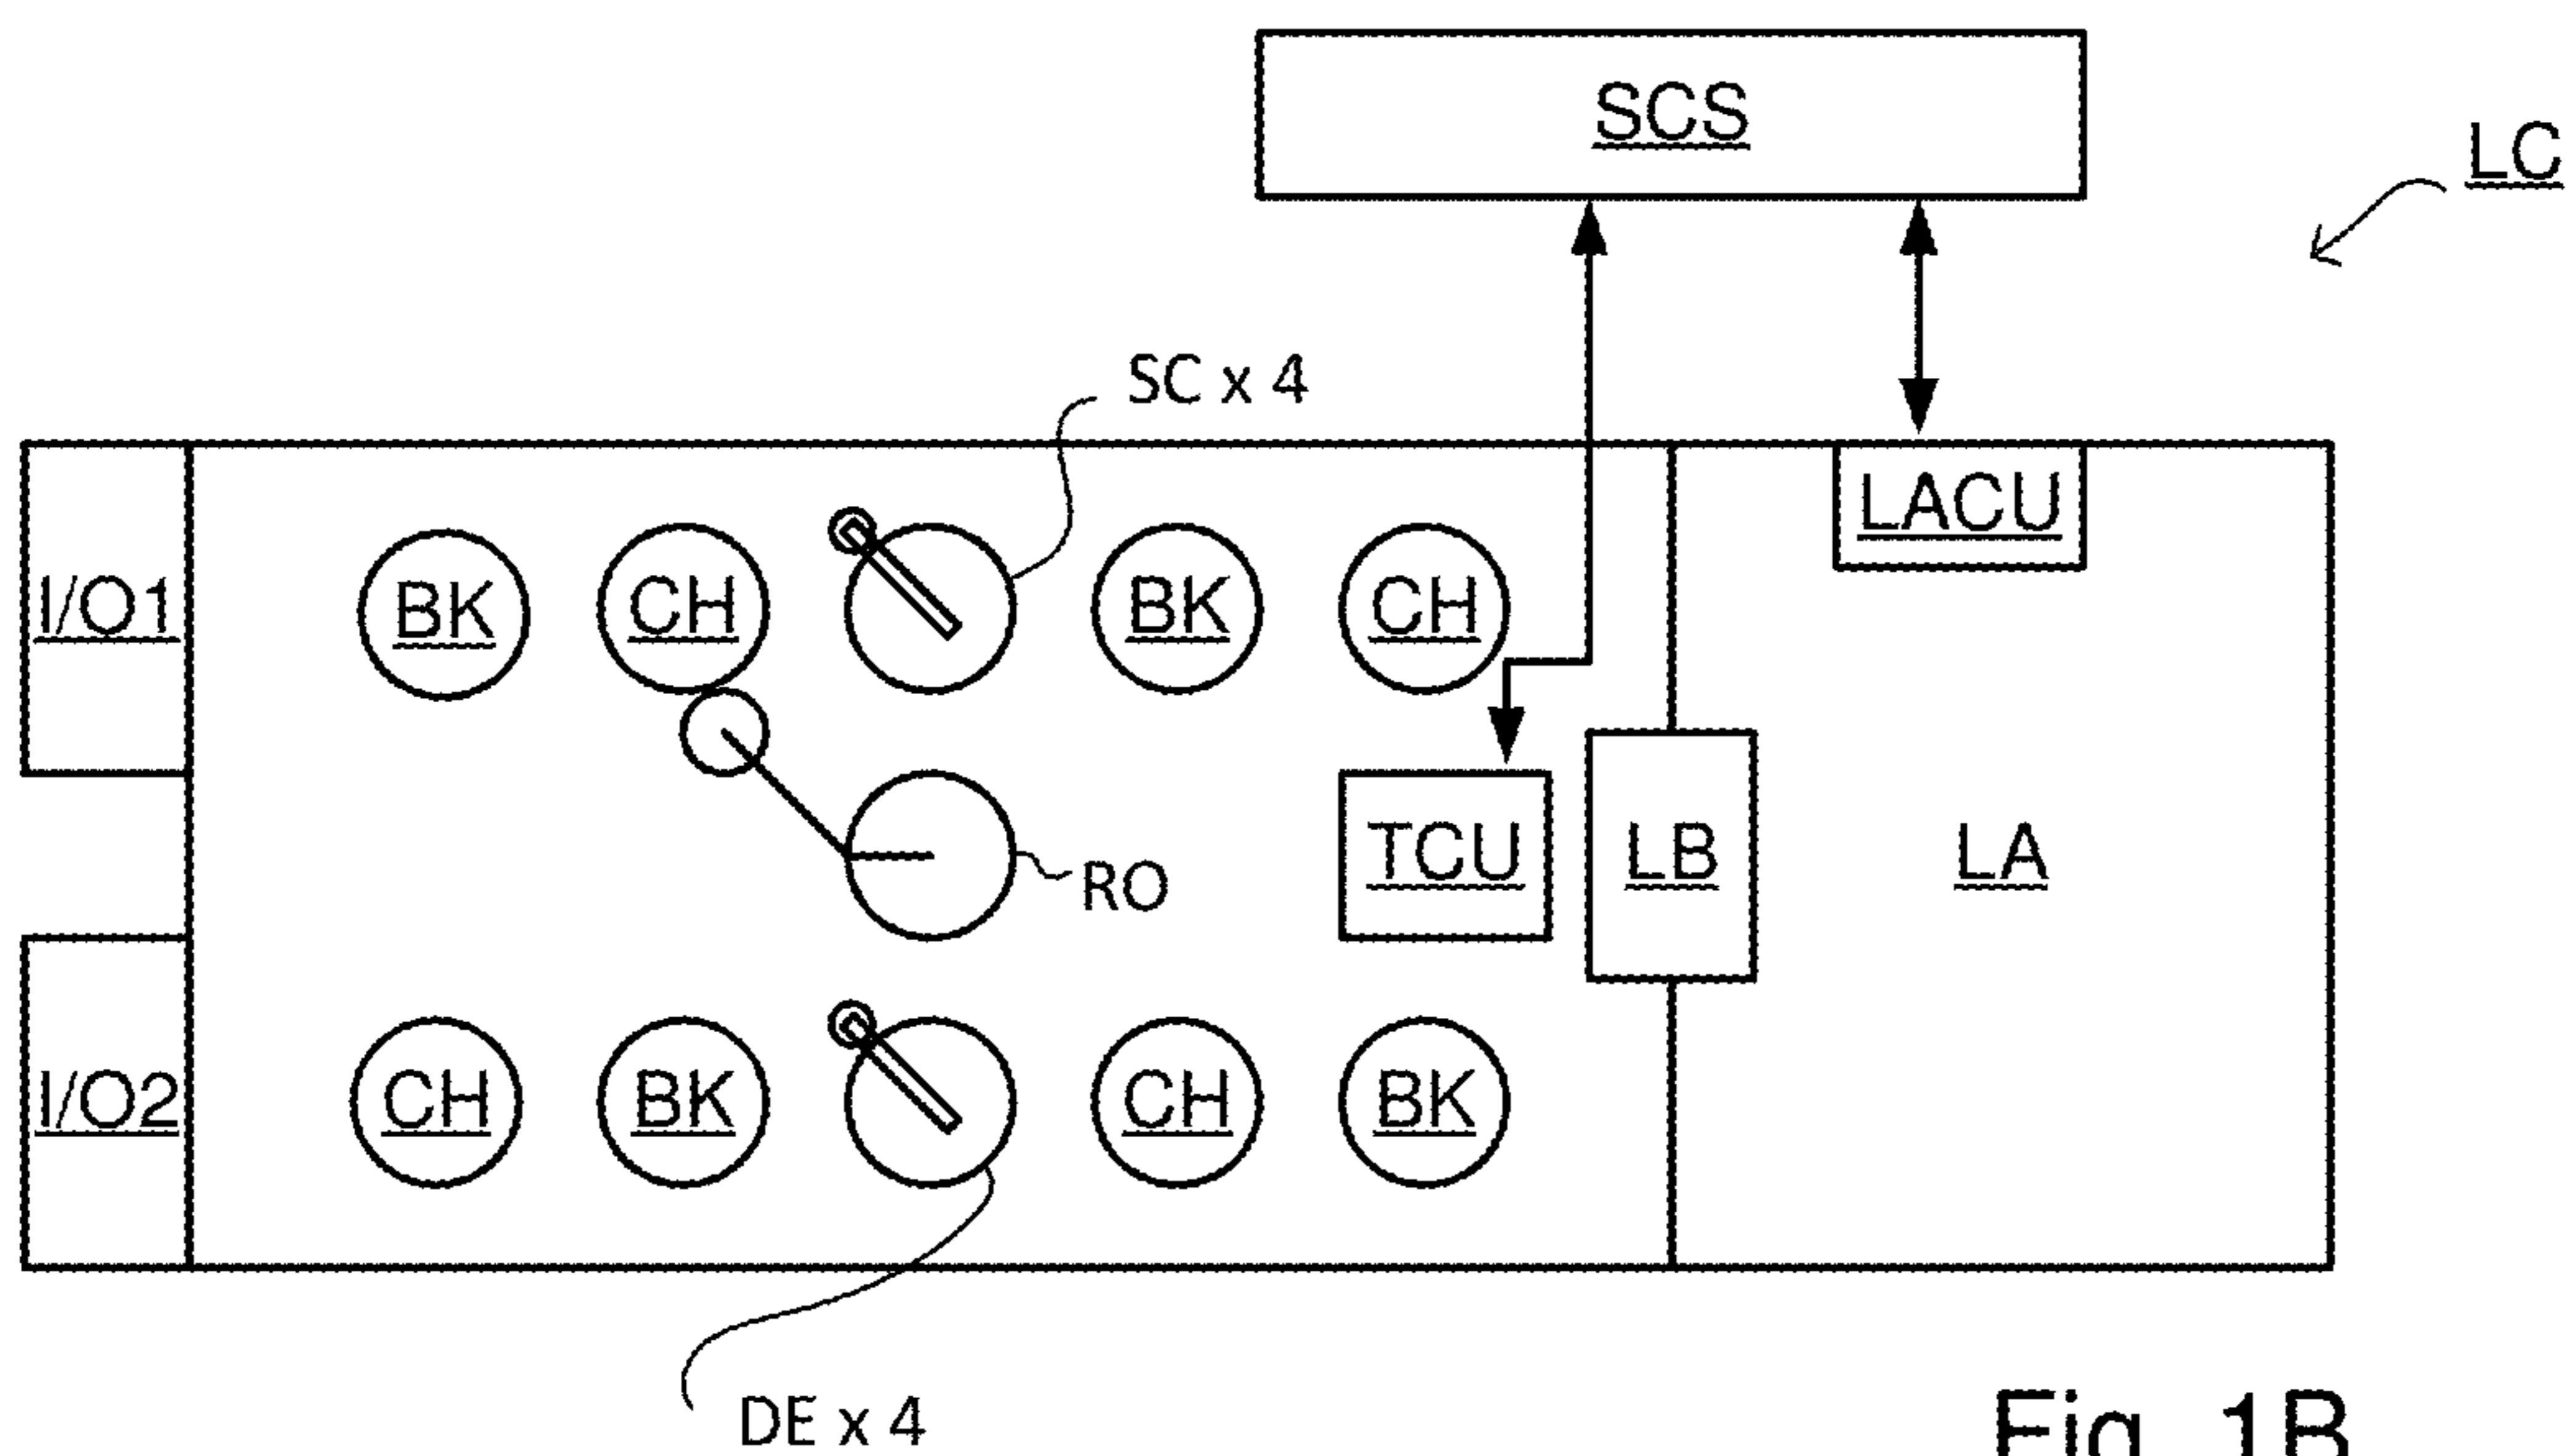 SCS
LC
SC x 4
LACU
I/O1
BK
CH
BK
CH
RO
TCU
LB
LA
I/O2
CH
BK
CH
BK
DE x 4
Fig. 1B